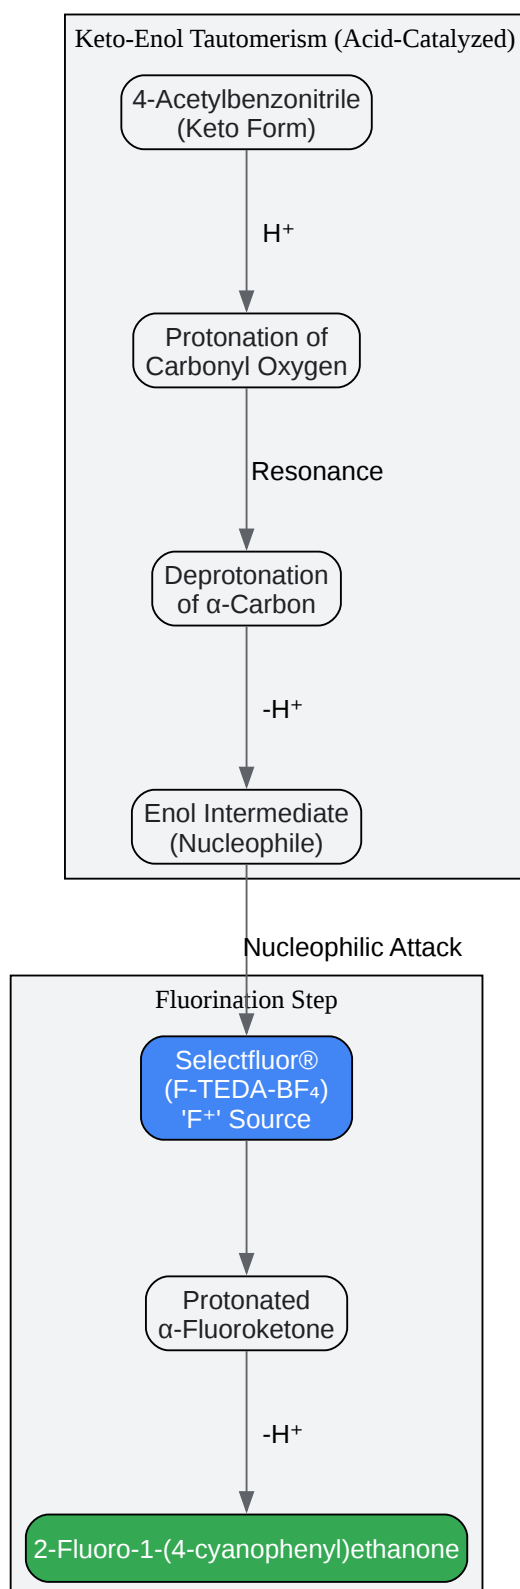 Keto-Enol Tautomerism (Acid-Catalyzed)
4-Acetylbenzonitrile
(Keto Form)
H⁺
Protonation of
Carbonyl Oxygen
Resonance
Deprotonation
of α-Carbon
-H⁺
Enol Intermediate
(Nucleophile)
Nucleophilic Attack
Fluorination Step
Selectfluor®
(F-TEDA-BF₄)
'F⁺' Source
Protonated
α-Fluoroketone
-H⁺
2-Fluoro-1-(4-cyanophenyl)ethanone